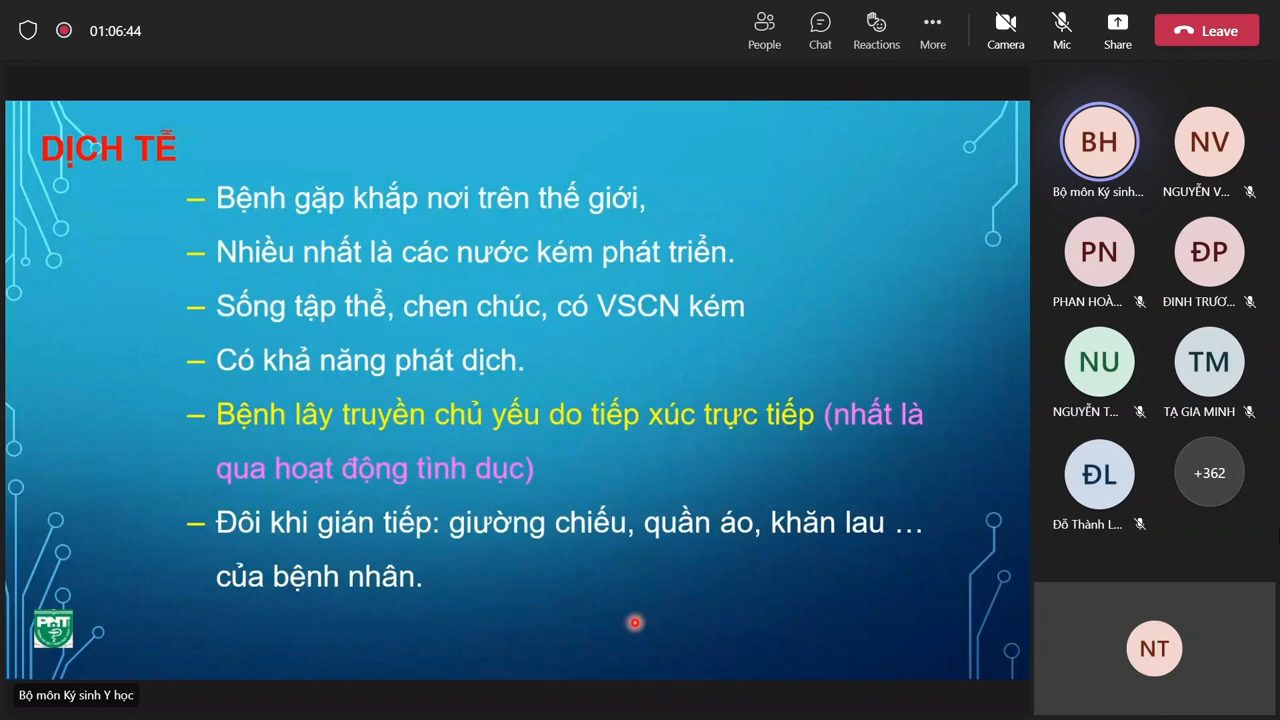 01:06:44
People
Chat
Reactions
More
Camera
Mic
Share
Leave
DỊCH TỄ
– Bệnh gặp khắp nơi trên thế giới,
– Nhiều nhất là các nước kém phát triển.
– Sống tập thể, chen chúc, có VSCN kém
– Có khả năng phát dịch.
– Bệnh lây truyền chủ yếu do tiếp xúc trực tiếp (nhất là
qua hoạt động tình dục)
– Đôi khi gián tiếp: giường chiếu, quần áo, khăn lau …
của bệnh nhân.
PNT
Bộ môn Ký sinh Y học
BH
Bộ môn Ký sinh...
NV
NGUYỄN V...
PN
PHAN HOÀ...
ĐP
ĐINH TRƯƠ...
NU
NGUYỄN T...
TM
TẠ GIA MINH
ĐL
Đỗ Thành L...
+362
NT